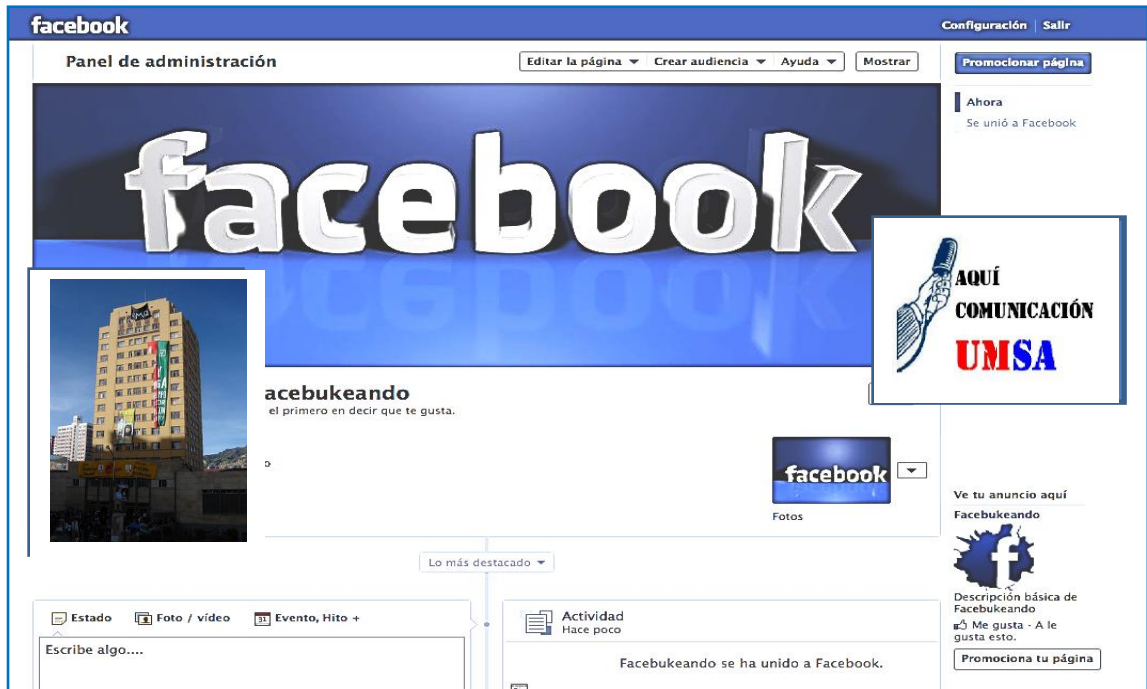 facebook
Configuración | Salir
Panel de administración
Editar la página
Crear audiencia
Ayuda
Mostrar
Promocionar página
Ahora
Se unió a Facebook
facebook
AQUÍ
COMUNICACIÓN
UMSA
acebukeando
el primero en decir que te gusta.
facebook
Fotos
Ve tu anuncio aquí
Facebukeando
Descripción básica de
Facebukeando
Me gusta · A le
gusta esto.
Promociona tu página
Lo más destacado
Estado
Foto / vídeo
31
Evento, Hito +
Escribe algo....
Actividad
Hace poco
Facebukeando se ha unido a Facebook.